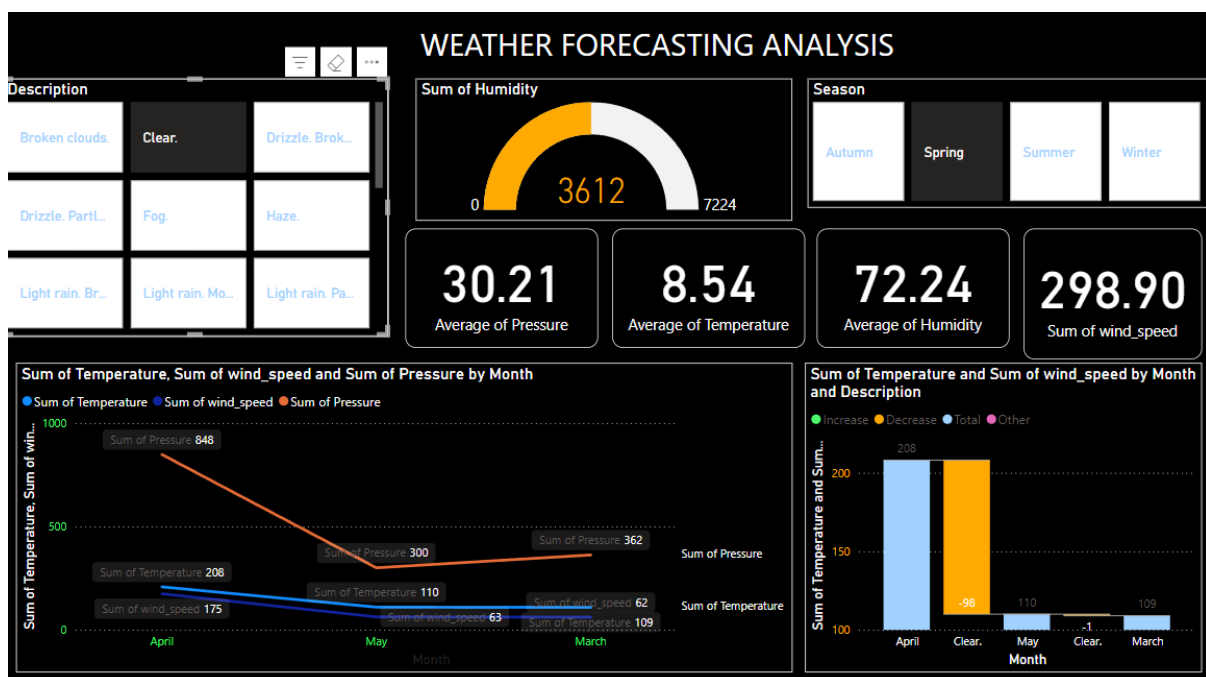 WEATHER FORECASTING ANALYSIS
Description
Broken clouds.
Clear.
Drizzle. Brok...
Drizzle. Partl...
Fog.
Haze.
Light rain. Br...
Light rain. Mo...
Light rain. Pa...
Sum of Humidity
3612
0
7224
Season
Autumn
Spring
Summer
Winter
30.21
Average of Pressure
8.54
Average of Temperature
72.24
Average of Humidity
298.90
Sum of wind_speed
Sum of Temperature, Sum of wind_speed and Sum of Pressure by Month
Sum of Temperature Sum of wind_speed Sum of Pressure
Sum of Temperature, Sum of win...
1000
500
0
Sum of Pressure 848
Sum of Pressure 300
Sum of Pressure 362
Sum of Temperature 208
Sum of Temperature 110
Sum of wind_speed 62
Sum of wind_speed 175
Sum of wind_speed 63
Sum of Temperature 109
Sum of Pressure
Sum of Temperature
April
May
March
Month
Sum of Temperature and Sum of wind_speed by Month
and Description
Increase Decrease Total Other
Sum of Temperature and Sum...
200
150
100
208
-98
110
-1
109
April
Clear.
May
Clear.
March
Month